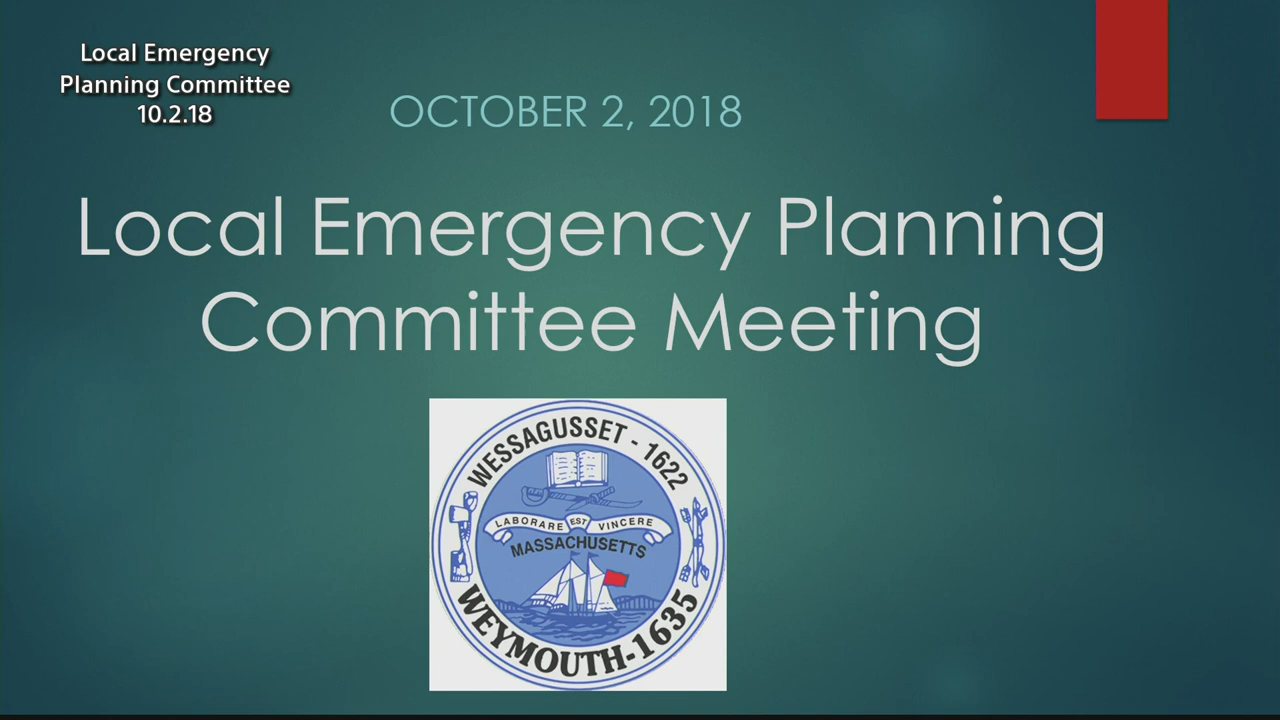 Local Emergency
Planning Committee
10.2.18
OCTOBER 2, 2018
Local Emergency Planning
Committee Meeting
WESSAGUSSET - 1622
LABORARE EST VINCERE
MASSACHUSETTS
WEYMOUTH-1635